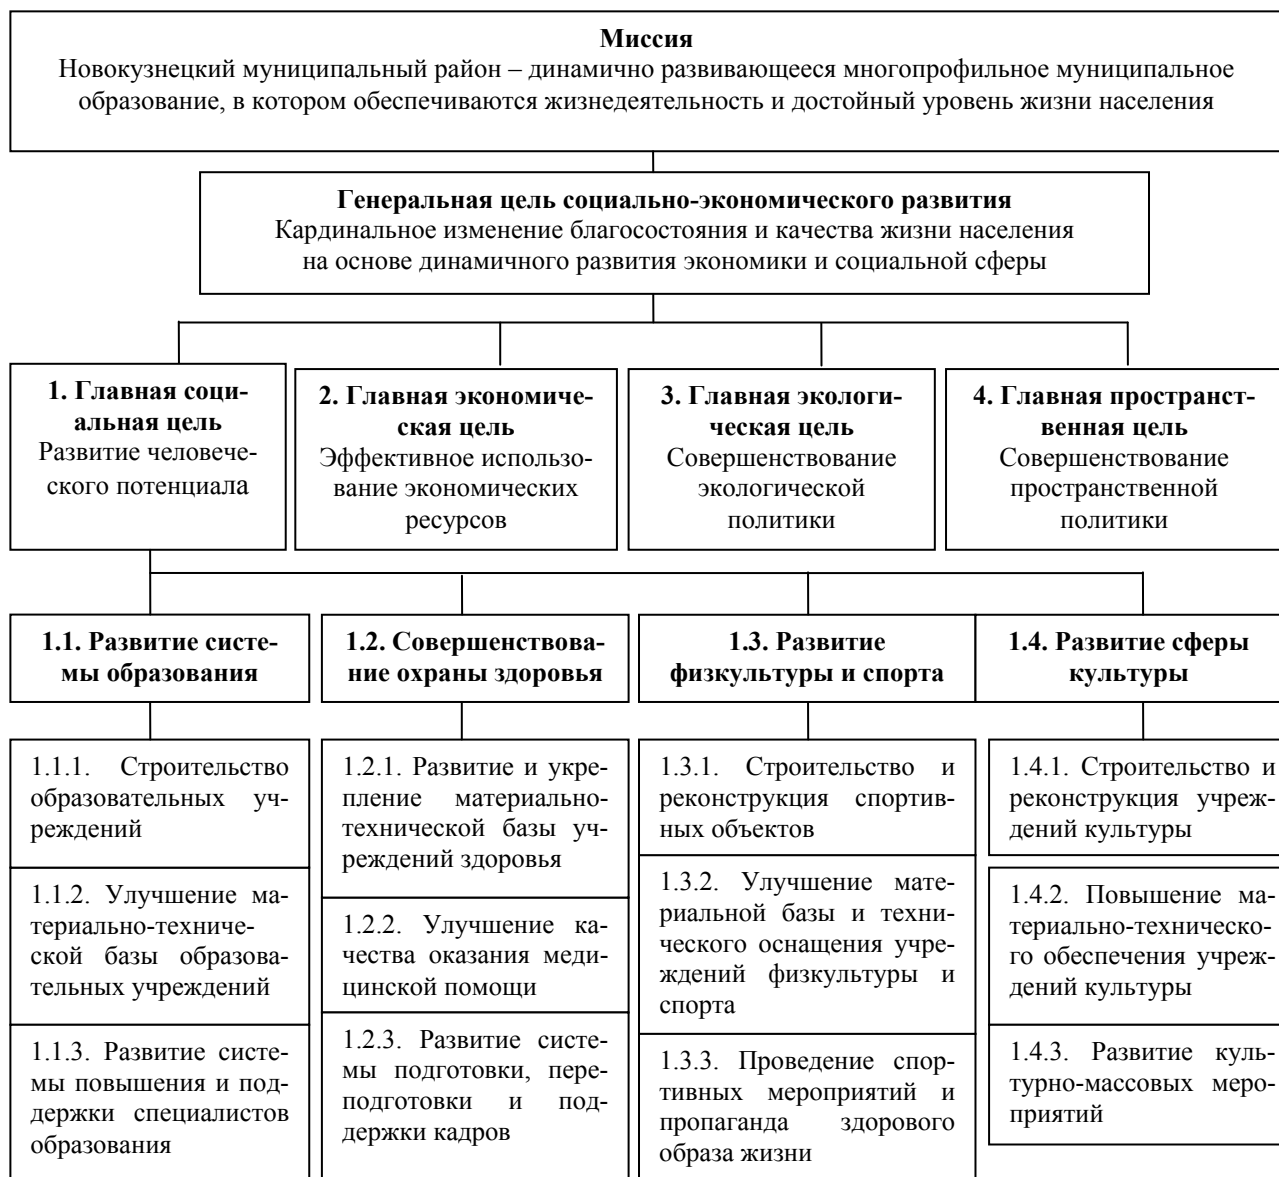 Миссия
Новокузнецкий муниципальный район – динамично развивающееся многопрофильное муниципальное
образование, в котором обеспечиваются жизнедеятельность и достойный уровень жизни населения
Генеральная цель социально-экономического развития
Кардинальное изменение благосостояния и качества жизни населения
на основе динамичного развития экономики и социальной сферы
1. Главная соци-
альная цель
Развитие человече-
ского потенциала
2. Главная экономиче-
ская цель
Эффективное использо-
вание экономических
ресурсов
3. Главная экологи-
ческая цель
Совершенствование
экологической
политики
4. Главная пространст-
венная цель
Совершенствование
пространственной
политики
1.1. Развитие систе-
мы образования
1.2. Совершенствова-
ние охраны здоровья
1.3. Развитие
физкультуры и спорта
1.4. Развитие сферы
культуры
1.1.1. Строительство
образовательных уч-
реждений
1.1.2. Улучшение ма-
териально-техниче-
ской базы образова-
тельных учреждений
1.1.3. Развитие систе-
мы повышения и под-
держки специалистов
образования
1.2.1. Развитие и укре-
пление материально-
технической базы уч-
реждений здоровья
1.2.2. Улучшение ка-
чества оказания меди-
цинской помощи
1.2.3. Развитие систе-
мы подготовки, пере-
подготовки и под-
держки кадров
1.3.1. Строительство и
реконструкция спортив-
ных объектов
1.3.2. Улучшение мате-
риальной базы и техни-
ческого оснащения учре-
ждений физкультуры и
спорта
1.3.3. Проведение спор-
тивных мероприятий и
пропаганда здорового
образа жизни
1.4.1. Строительство и
реконструкция учреж-
дений культуры
1.4.2. Повышение ма-
териально-техническо-
го обеспечения учреж-
дений культуры
1.4.3. Развитие куль-
турно-массовых меро-
приятий